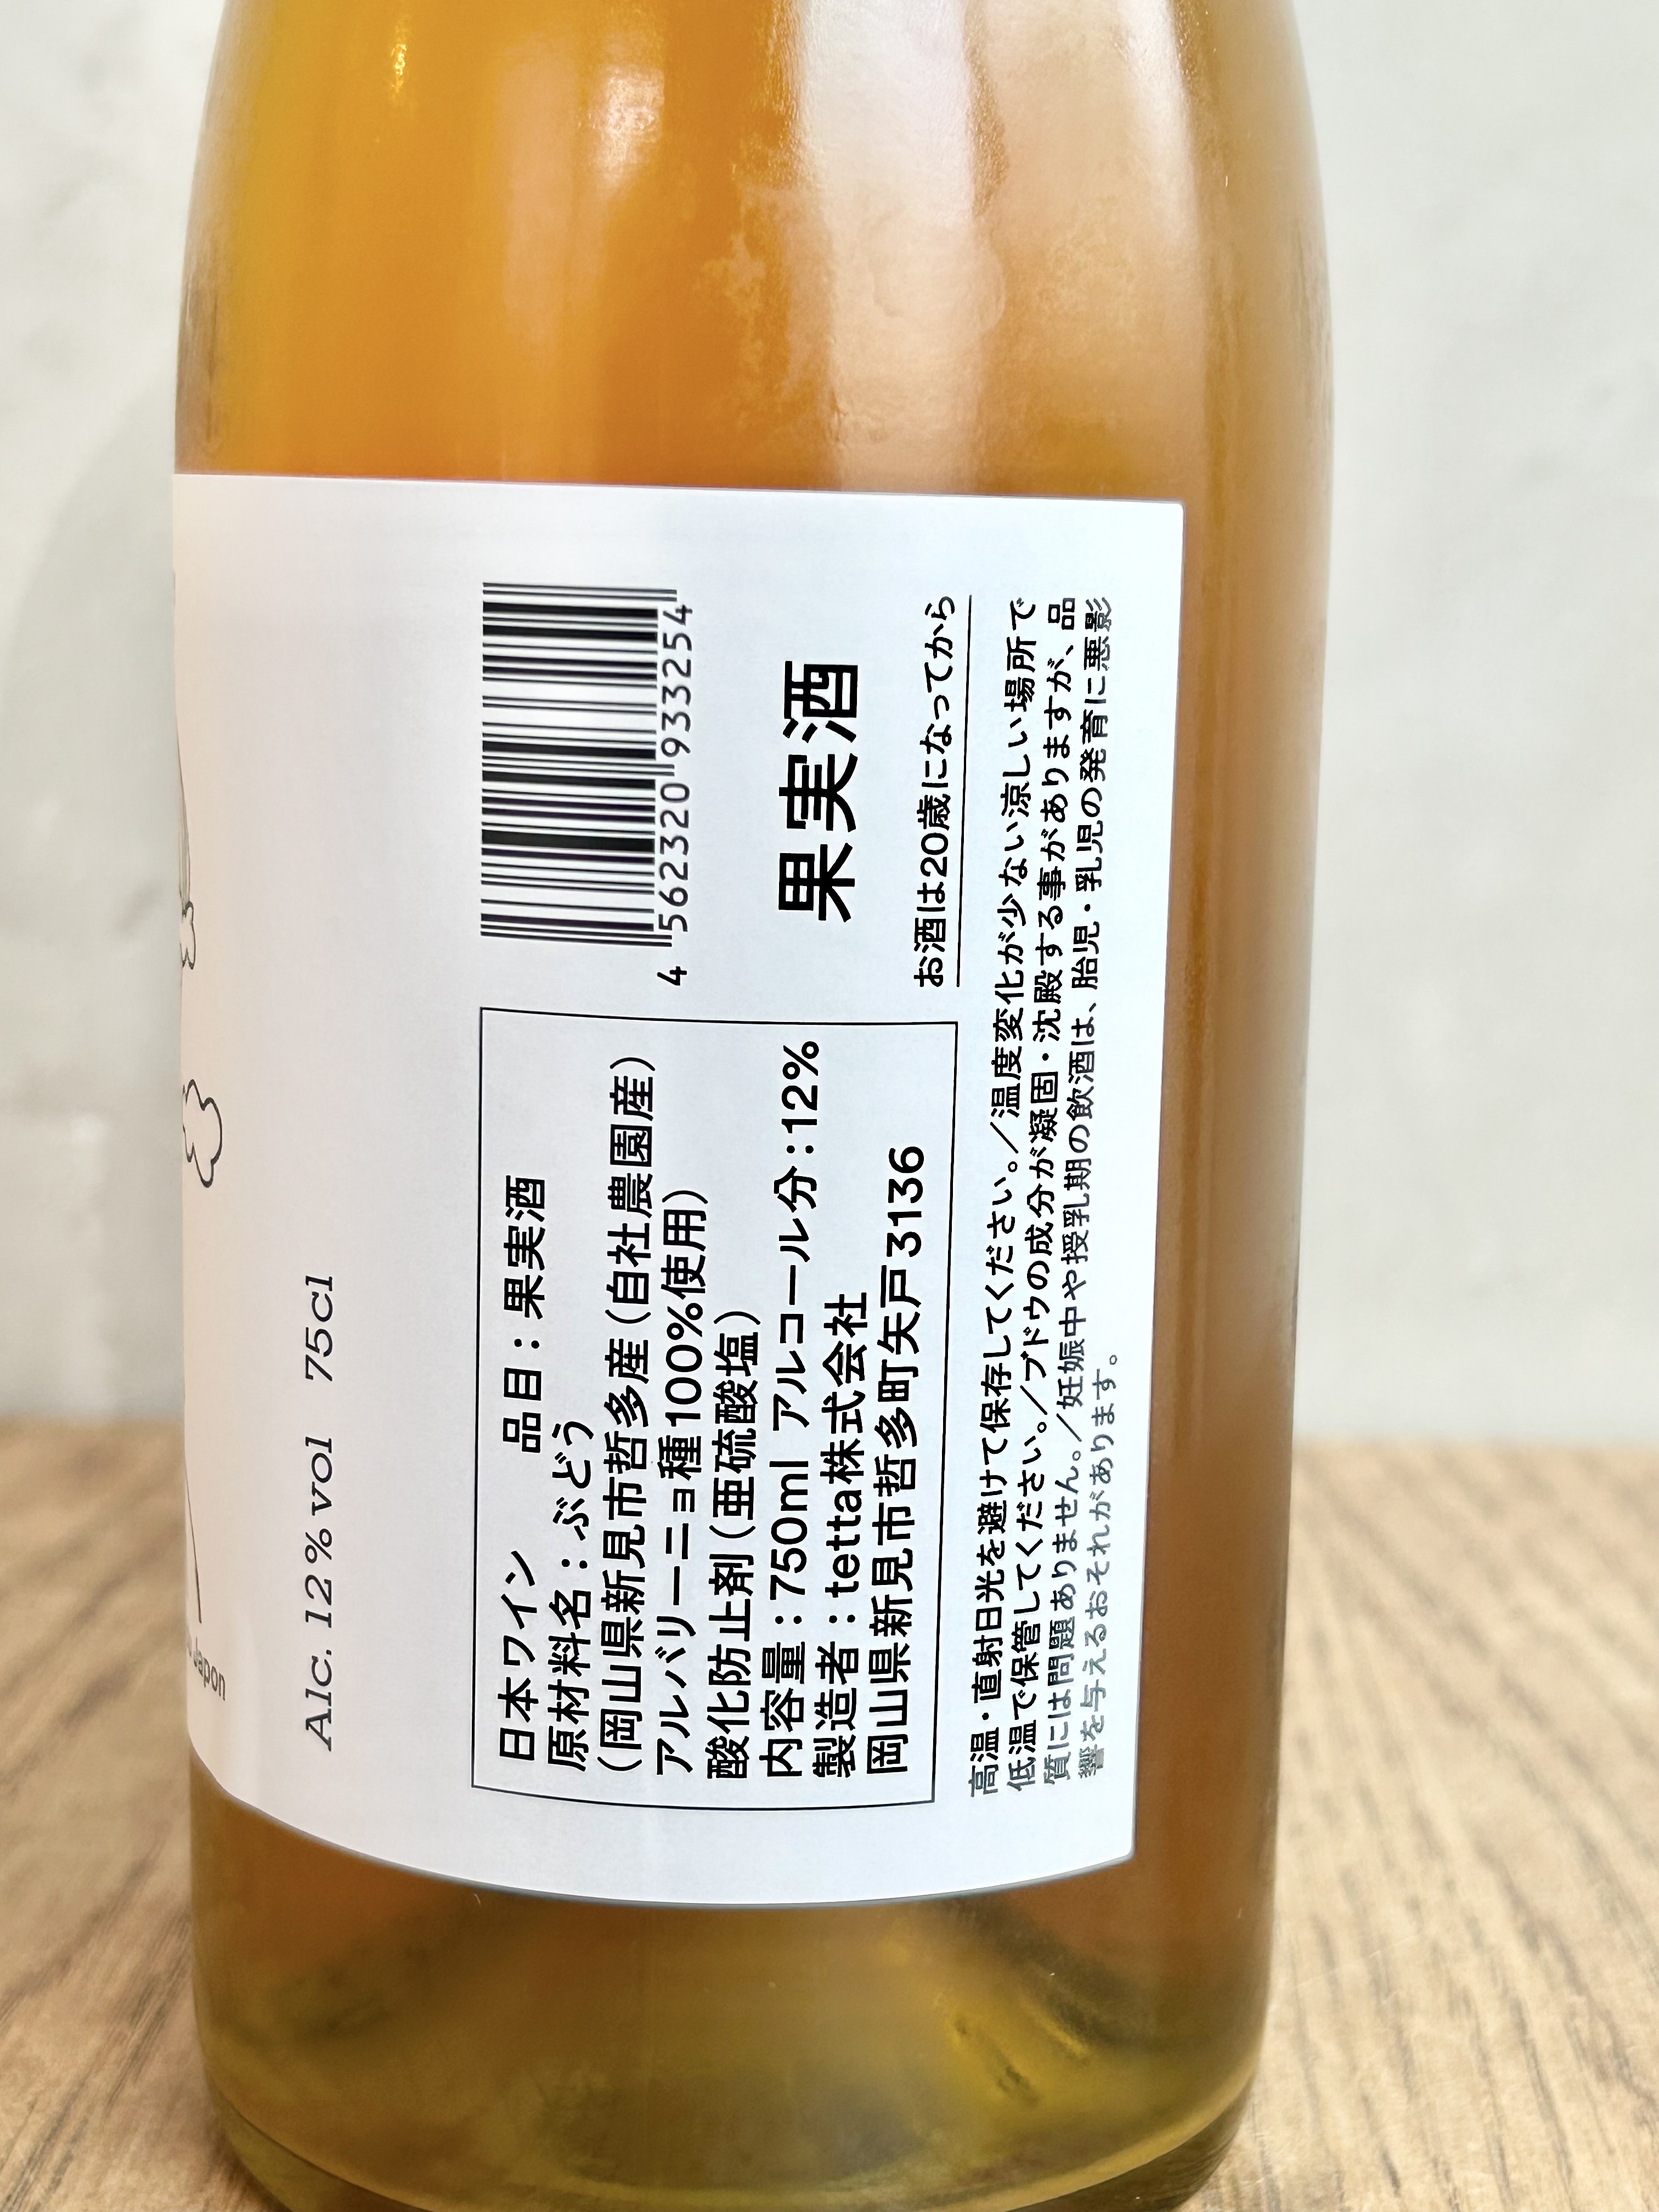 Japon
Alc. 12 % vol 75cl
日本ワイン 品目：果実酒
原材料名：ぶどう
（岡山県新見市哲多産（自社農園産）
アルバリーニョ種100%使用）
酸化防止剤（亜硫酸塩）
内容量：750ml アルコール分：12%
製造者：tetta株式会社
岡山県新見市哲多町矢戸3136
4 562320 933254
果実酒
お酒は20歳になってから
高温・直射日光を避けて保存してください。／温度変化が少ない涼しい場所で
低温で保管してください。／ブドウの成分が凝固・沈殿する事がありますが、品
質には問題ありません。／妊娠中や授乳期の飲酒は、胎児・乳児の発育に悪影
響を与えるおそれがあります。